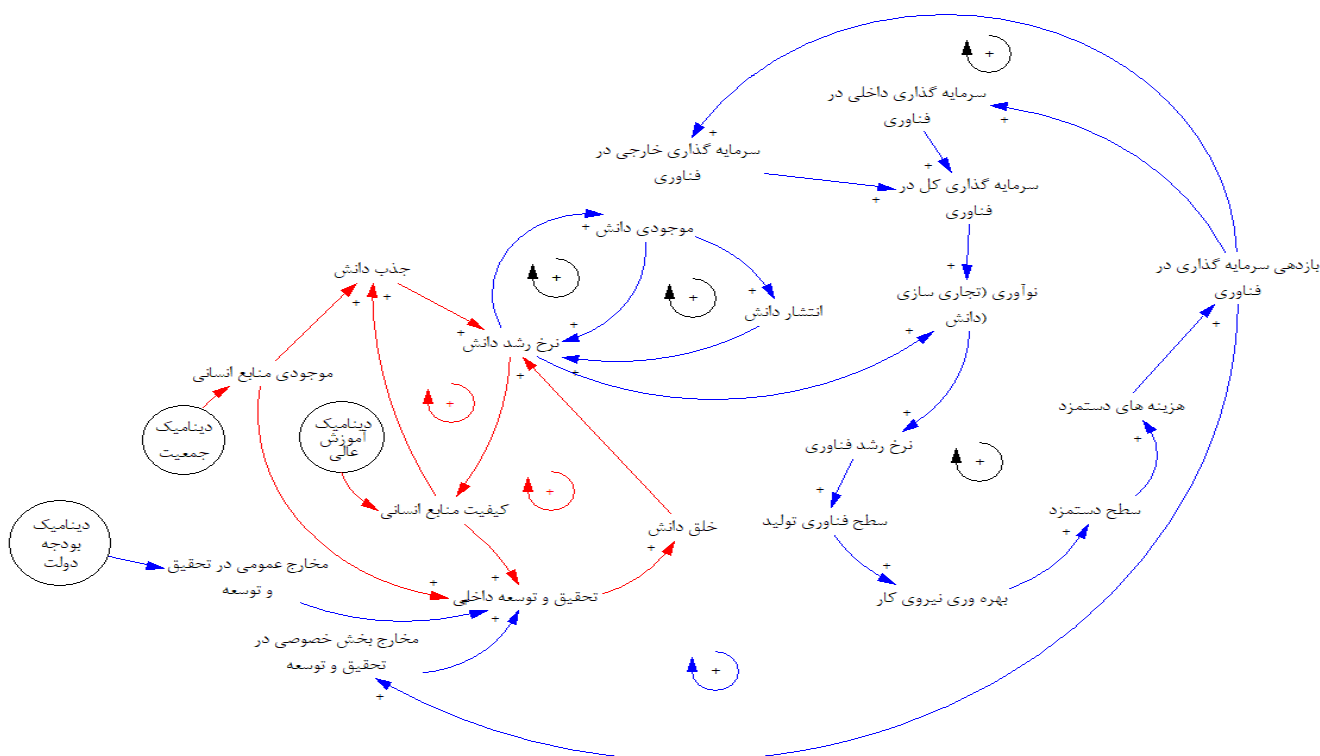 +
سرمایه گذاری داخلی در
فناوری
+
+
سرمایه گذاری خارجی در
فناوری
+
سرمایه گذاری کل در
فناوری
+
موجودی دانش
+
جذب دانش
+
+
بازدهی سرمایه گذاری در
فناوری
+
+
نوآوری (تجاری سازی
دانش)
+
+
+
انتشار دانش
+
نرخ رشد دانش
+
+
+
+
موجودی منابع انسانی
+
دینامیک
جمعیت
دینامیک
آموزش
عالی
+
هزینه های دستمزد
+
+
نرخ رشد فناوری
+
+
+
کیفیت منابع انسانی
+
سطح فناوری تولید
+
خلق دانش
+
سطح دستمزد
+
دینامیک
بودجه
دولت
مخارج عمومی در تحقیق
و توسعه
+
+
تحقیق و توسعه داخلی
+
+
+
بهره وری نیروی کار
+
مخارج بخش خصوصی در
تحقیق و توسعه
+
+